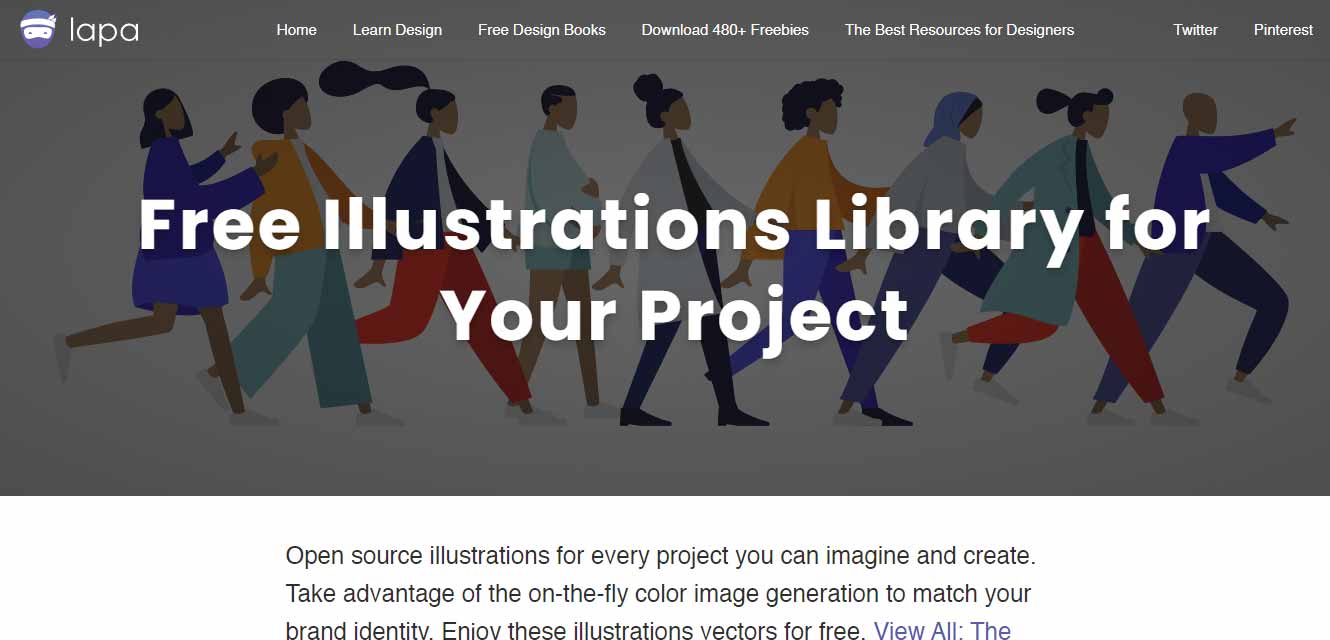 lapa Home Learn Design Free Design Books Download 480+ Freebies The Best Resources for Designers Twitter Pinterest
Free Illustrations Library for
Your Project
Open source illustrations for every project you can imagine and create.
Take advantage of the on-the-fly color image generation to match your
brand identity. Enjoy these illustrations vectors for free. View All: The